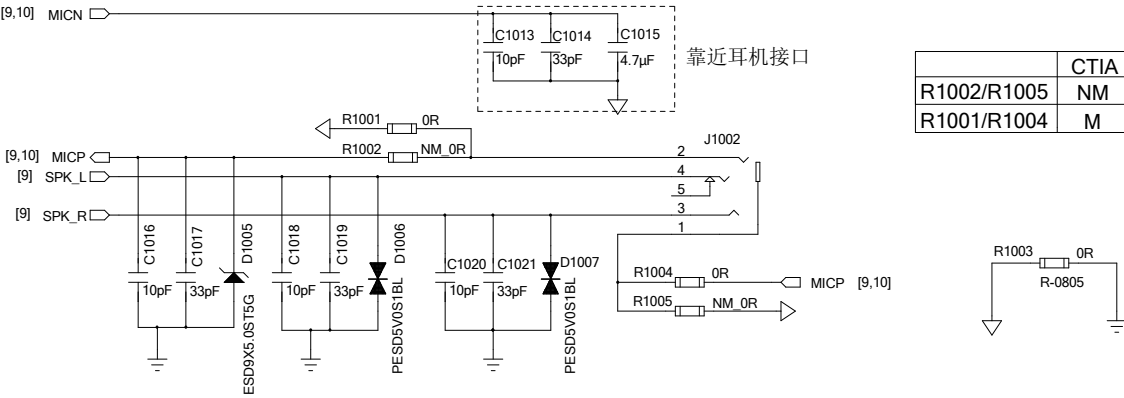 [9,10] MICN
C1013
C1014
C1015
10pF
33pF
4.7µF
靠近耳机接口
CTIA
R1002/R1005 NM
R1001/R1004 M
R1001 0R
R1002 NM_0R
J1002
[9,10] MICP
[9] SPK_L
[9] SPK_R
2
4
5
3
1
C1016
C1017
D1005
C1018
C1019
D1006
C1020
C1021
D1007
10pF
33pF
10pF
33pF
10pF
33pF
ESD9X5.0ST5G
PESD5V0S1BL
PESD5V0S1BL
R1004 0R
MICP [9,10]
R1005 NM_0R
R1003 0R
R-0805